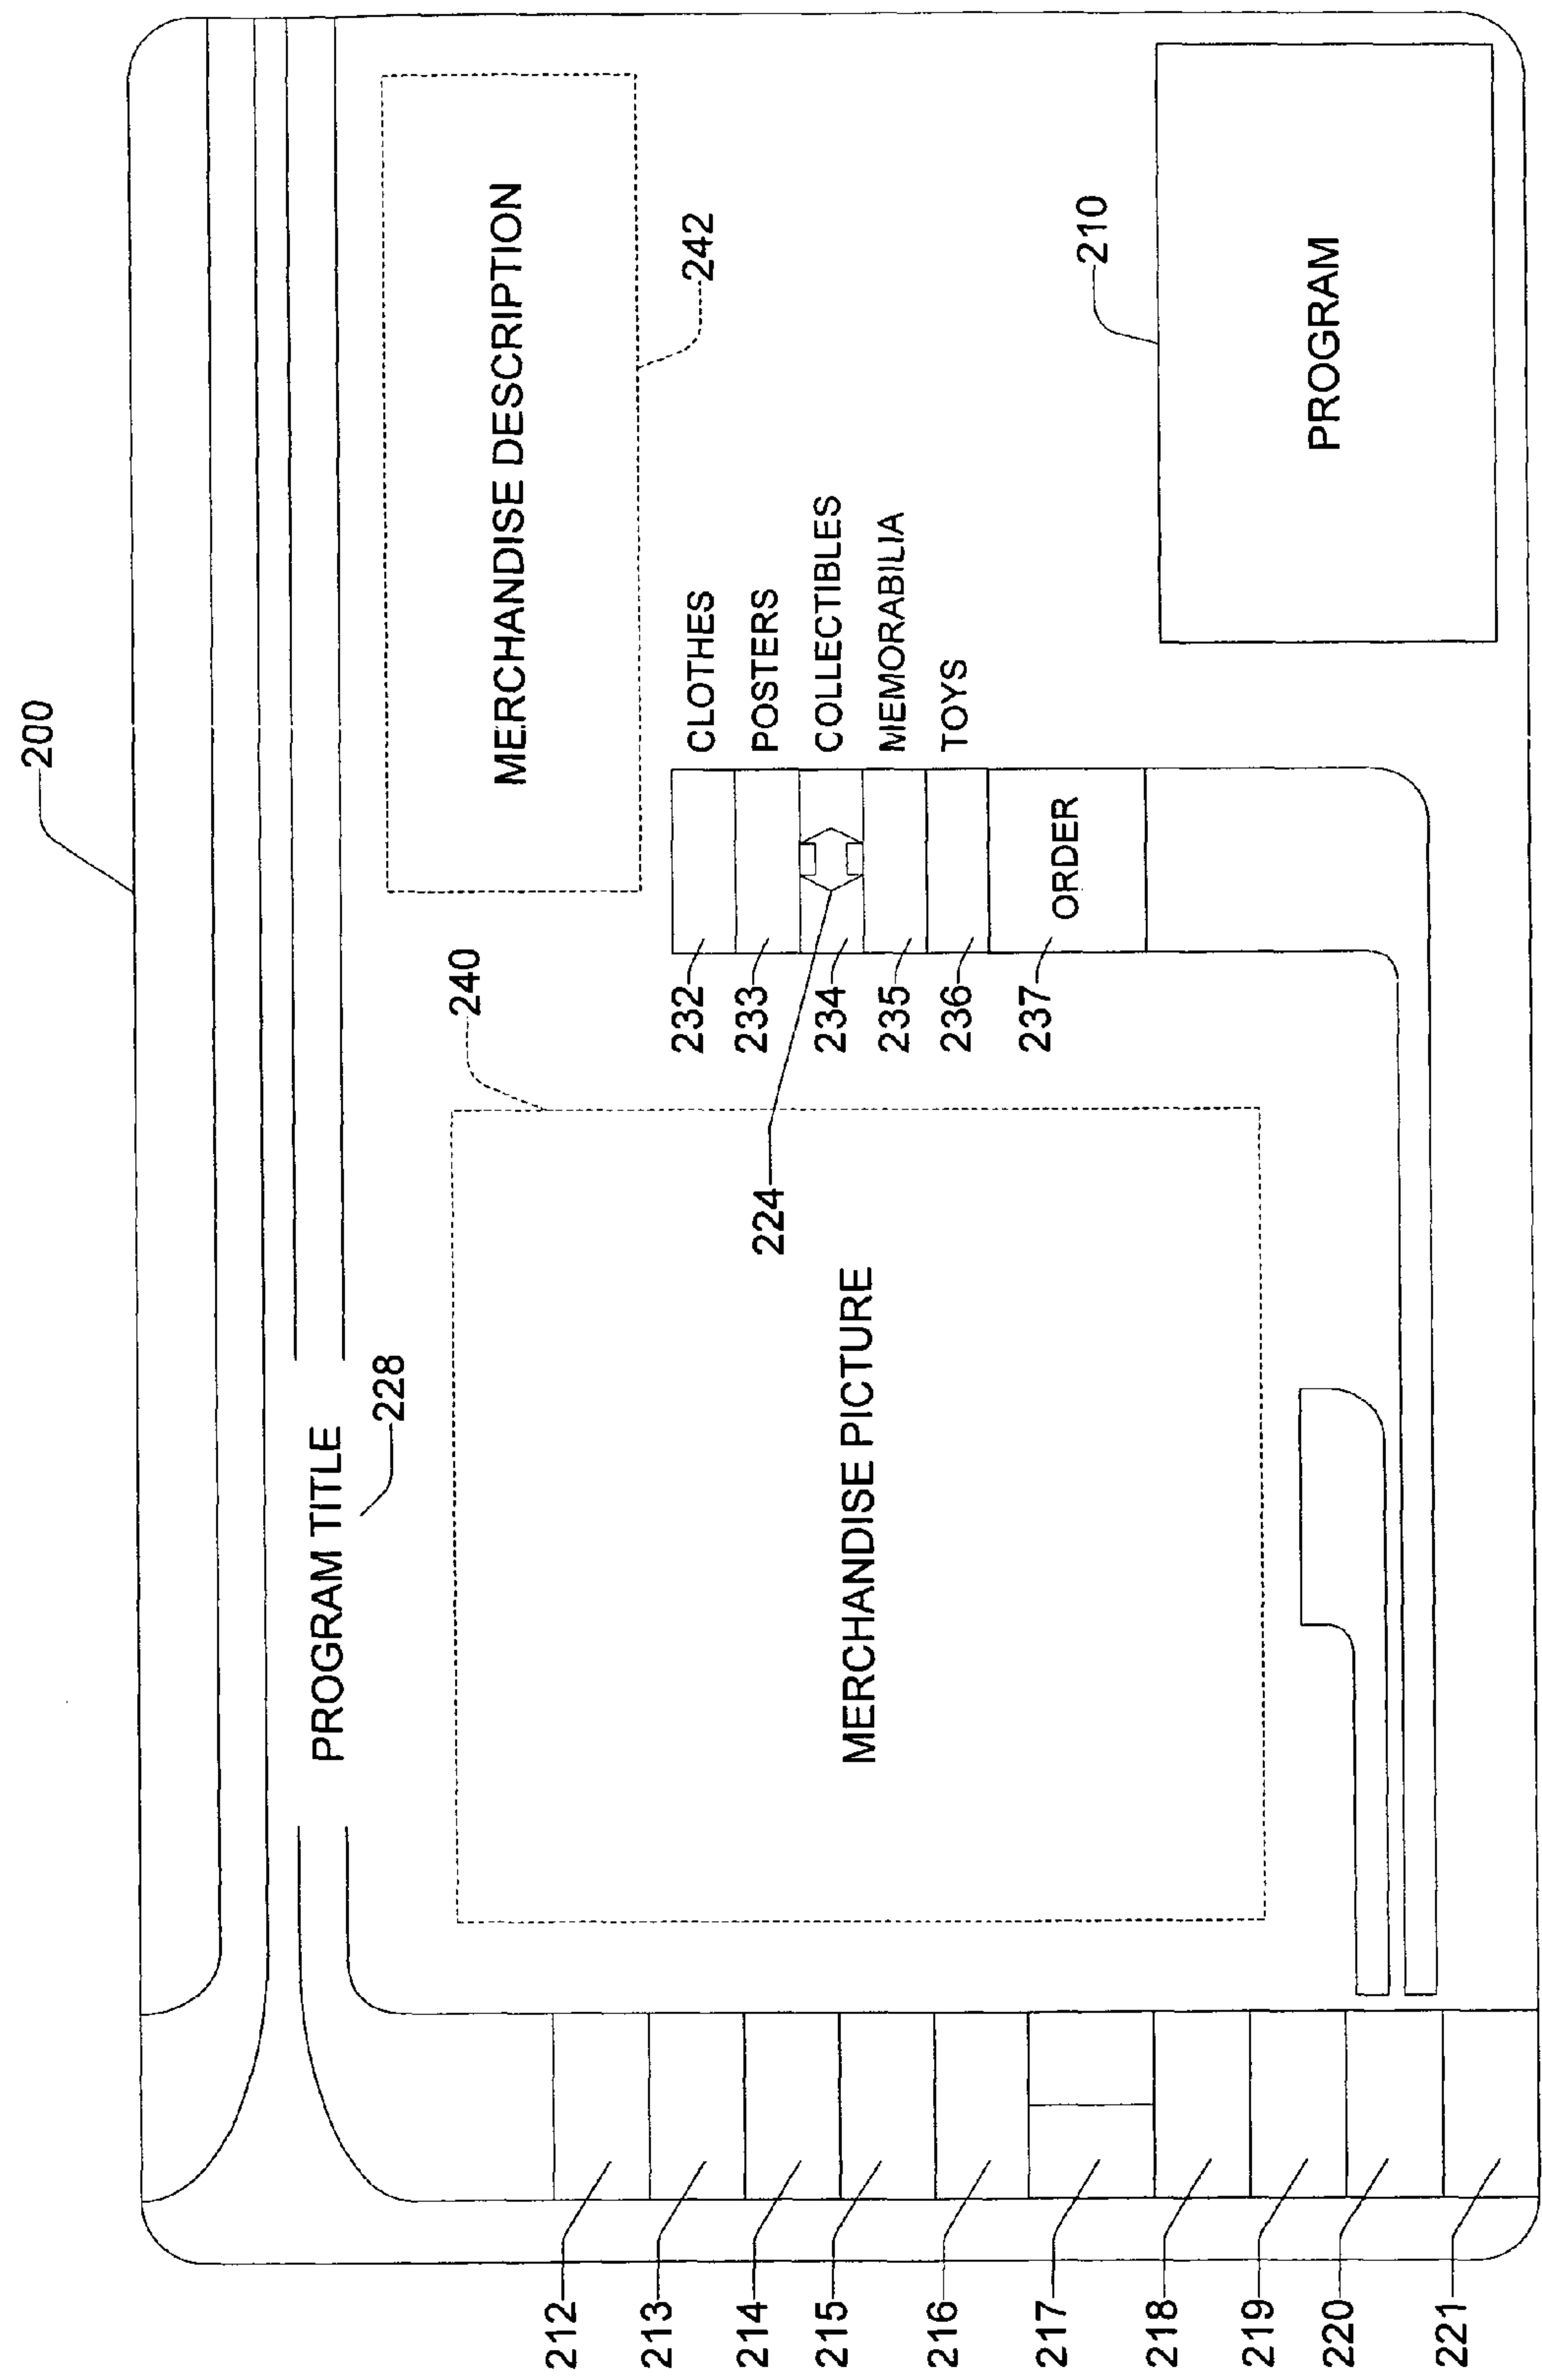 200
PROGRAM TITLE
228
MERCHANDISE DESCRIPTION
242
240
MERCHANDISE PICTURE
224
232
CLOTHES
233
POSTERS
234
COLLECTIBLES
235
MEMORABILIA
236
TOYS
237
ORDER
210
PROGRAM
212
213
214
215
216
217
218
219
220
221